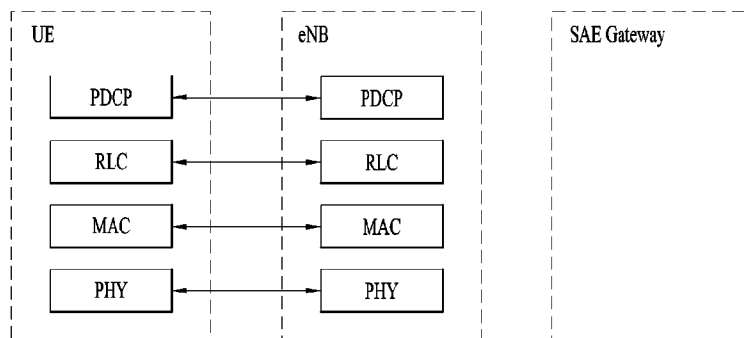 UE eNB SAE Gateway
PDCP PDCP
RLC RLC
MAC MAC
PHY PHY